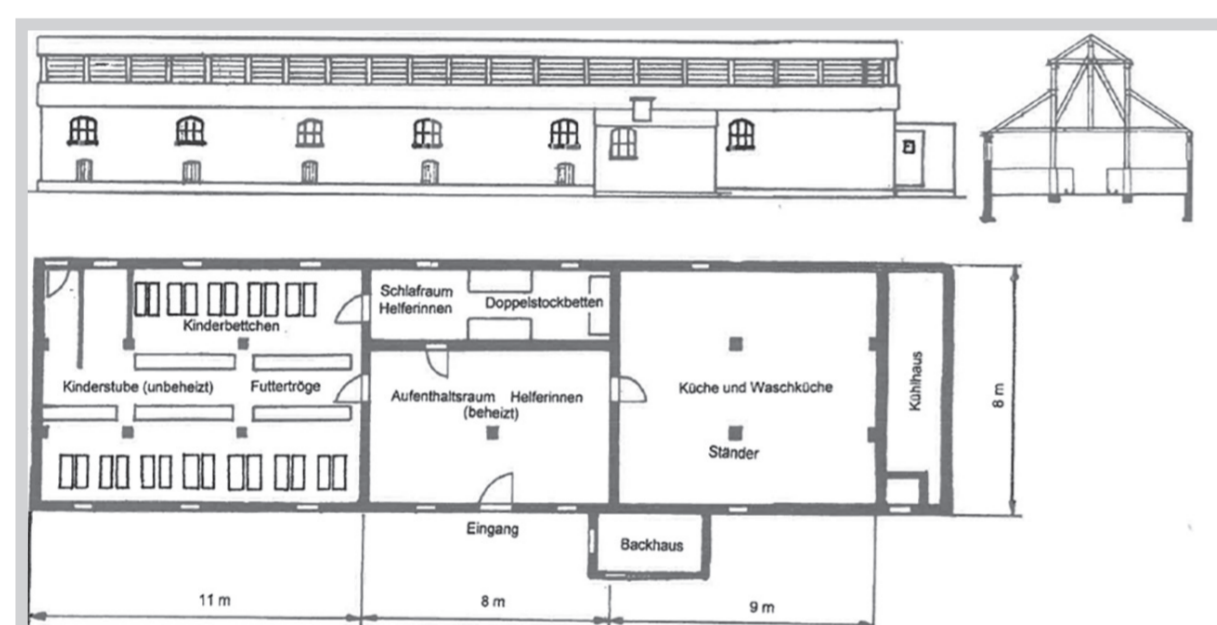 Schlafraum
Helferinnen
Doppelstockbetten
Kinderbettchen
Kinderstube (unbeheizt) Futtertröge
Aufenthaltsraum Helferinnen
(beheizt)
Küche und Waschküche
Ständer
Kühlhaus
8 m
Eingang
Backhaus
11 m
8 m
9 m